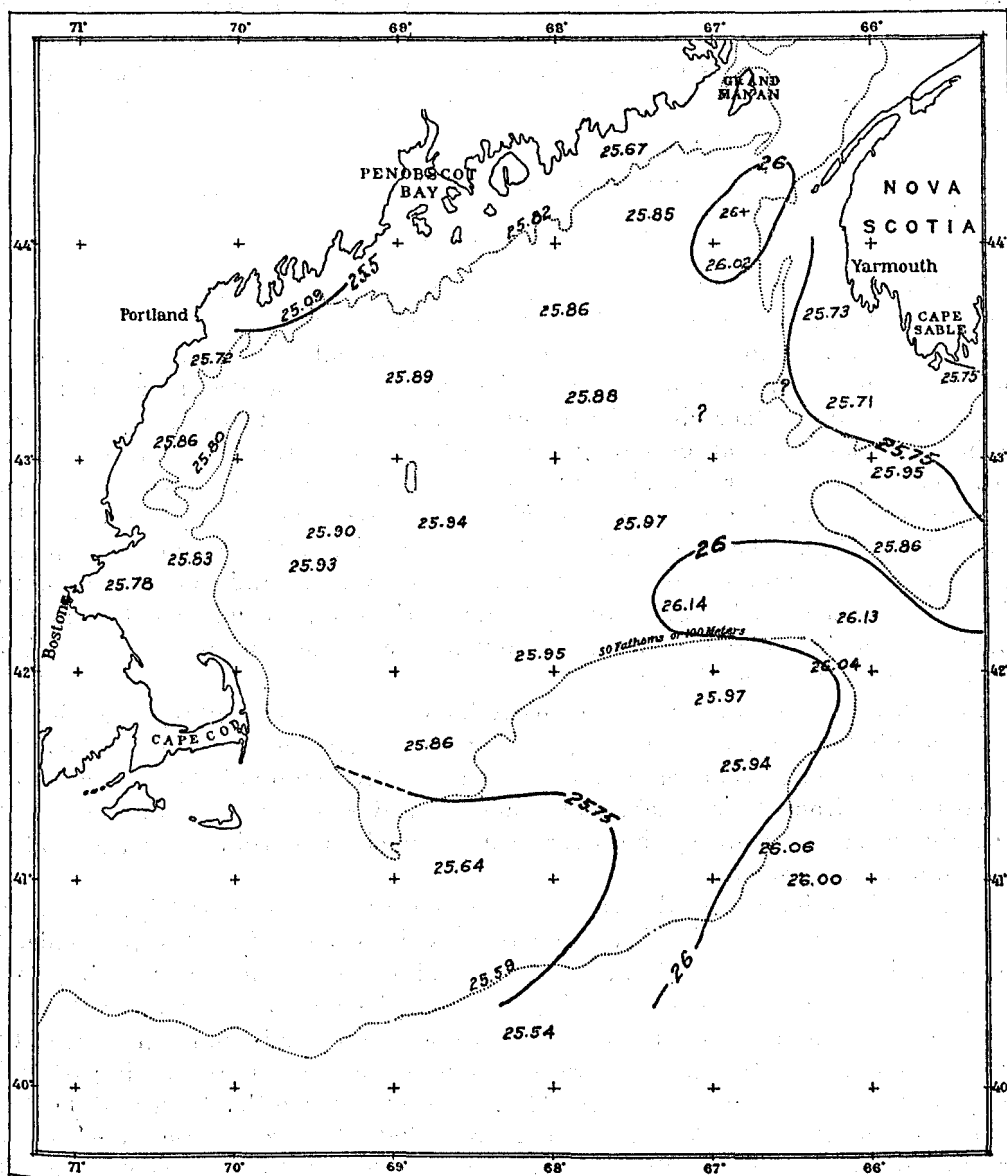 71° 70° 69° 68° 67° 66°
GRAND
MANAN
25.67
26
PENOBSCOT
BAY
NOVA
26+
25.82
25.85
SCOTIA
44° 44°
26.02
Yarmouth
25.5
25.09
25.86
25.73
Portland
CAPE
SABLE
25.72
25.89
25.75
25.88
?
?
25.71
25.86
25.80
43° 43°
25.75
25.95
25.90
25.94
25.97
25.83
25.93
26
25.86
25.78
26.14
26.13
Boston
50 Fathoms or 100 Meters
25.95
26.04
42° 42°
25.97
CAPE COD
25.86
25.94
25.75
25.64
26.06
41° 26.00 41°
25.59
26
25.54
40° 40
71° 70° 69° 68° 67° 66°